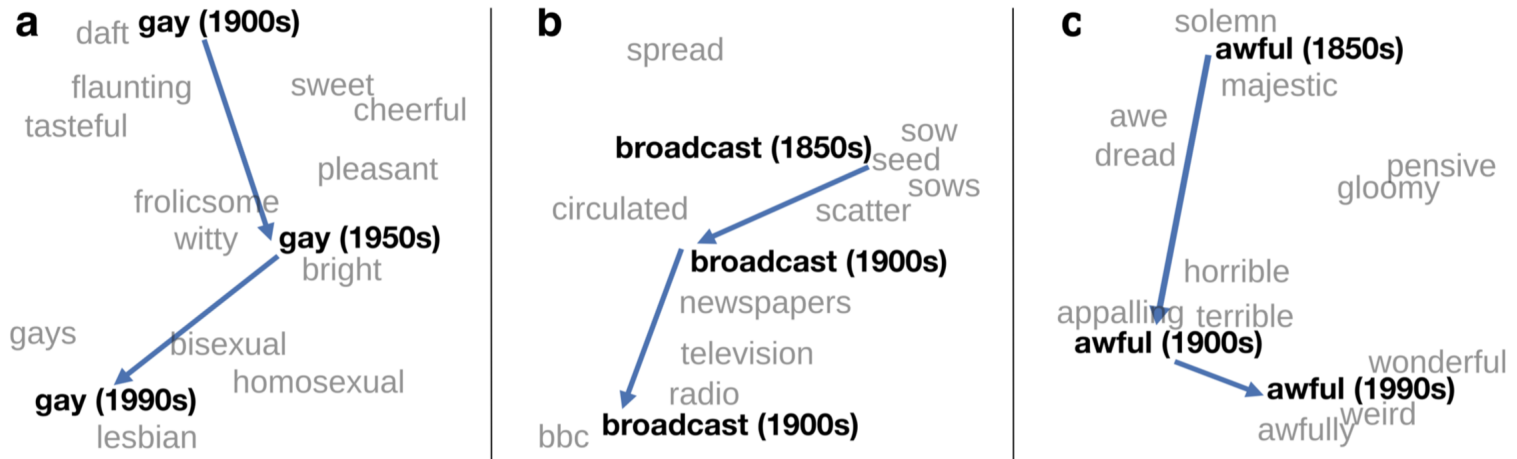 a
daft gay (1900s)
flaunting
sweet
cheerful
tasteful
pleasant
frolicsome
witty
gay (1950s)
bright
gays
bisexual
homosexual
gay (1990s)
lesbian
b
spread
broadcast (1850s)
sow
seed
sows
circulated
scatter
broadcast (1900s)
newspapers
television
radio
broadcast (1900s)
bbc
c
solemn
awful (1850s)
majestic
awe
dread
pensive
gloomy
horrible
appalling terrible
awful (1900s)
wonderful
awful (1990s)
weird
awfully